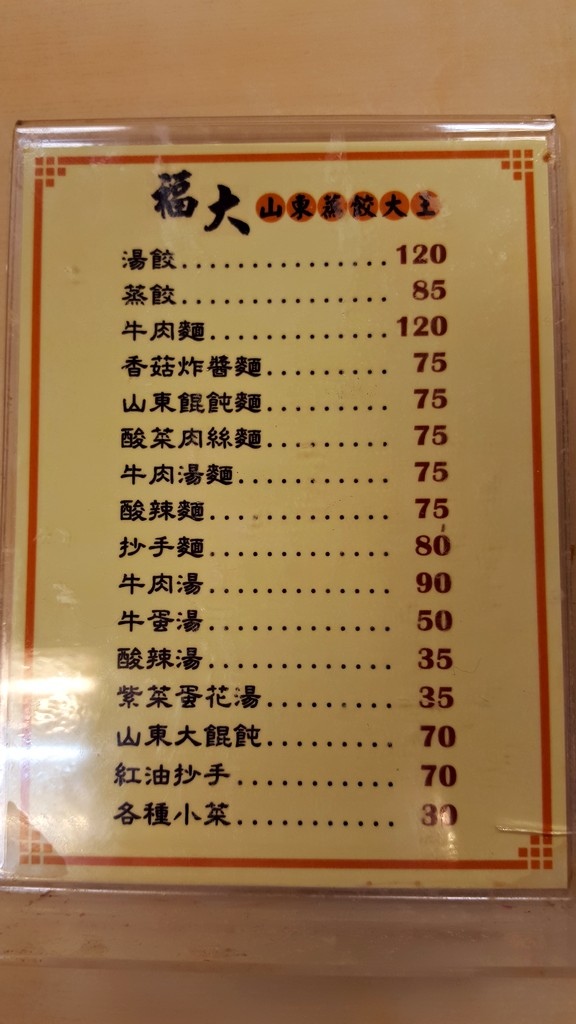 福大 山東蒸餃大王
湯餃............... 120
蒸餃............... 85
牛肉麵............. 120
香菇炸醬麵......... 75
山東餛飩麵......... 75
酸菜肉絲麵......... 75
牛肉湯麵........... 75
酸辣麵............. 75
抄手麵............. 80
牛肉湯............. 90
牛蛋湯............. 50
酸辣湯............. 35
紫菜蛋花湯......... 35
山東大餛飩......... 70
紅油抄手........... 70
各種小菜........... 30